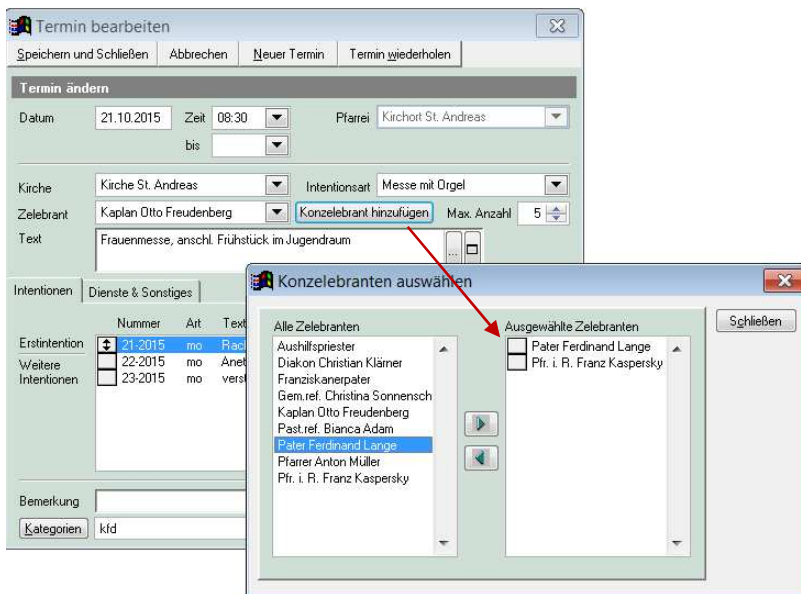 Termin bearbeiten
Speichern und Schließen Abbrechen Neuer Termin Termin wiederholen
Termin ändern
Datum 21.10.2015 Zeit 08:30 Pfarrei Kirchort St. Andreas
bis
Kirche Kirche St. Andreas Intentionsart Messe mit Orgel
Zelebrant Kaplan Otto Freudenberg Konzelebrant hinzufügen Max. Anzahl 5
Text Frauenmesse, anschl. Frühstück im Jugendraum ...
Intentionen Dienste & Sonstiges
Nummer Art Text
Erstintention 21-2015 mo
Weitere Intentionen 22-2015 mo
23-2015 mo
Bemerkung
Kategorien kfd
Konzelebranten auswählen
Schließen
Alle Zelebranten
Aushilfspriester
Diakon Christian Klärner
Franziskanerpater
Gem.ref. Christina Sonnensch
Kaplan Otto Freudenberg
Past.ref. Bianca Adam
Pater Ferdinand Lange
Pfarrer Anton Müller
Pfr. i. R. Franz Kaspersky
Ausgewählte Zelebranten
Pater Ferdinand Lange
Pfr. i. R. Franz Kaspersky